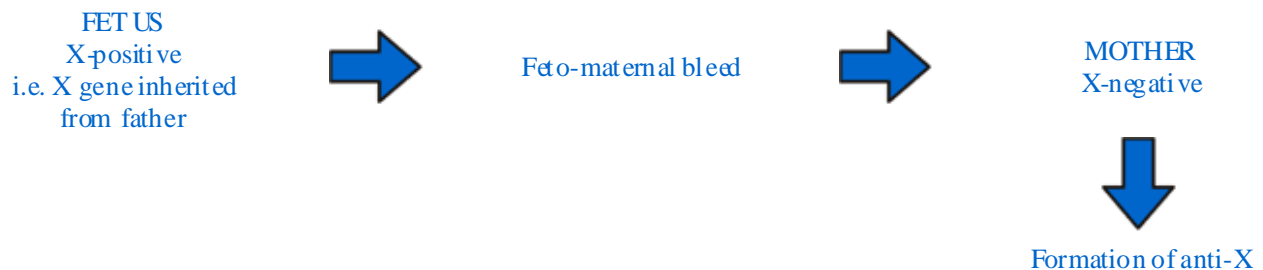 FETUS
X-positive
i.e. X gene inherited
from father
Feto-maternal bleed
MOTHER
X-negative
Formation of anti-X